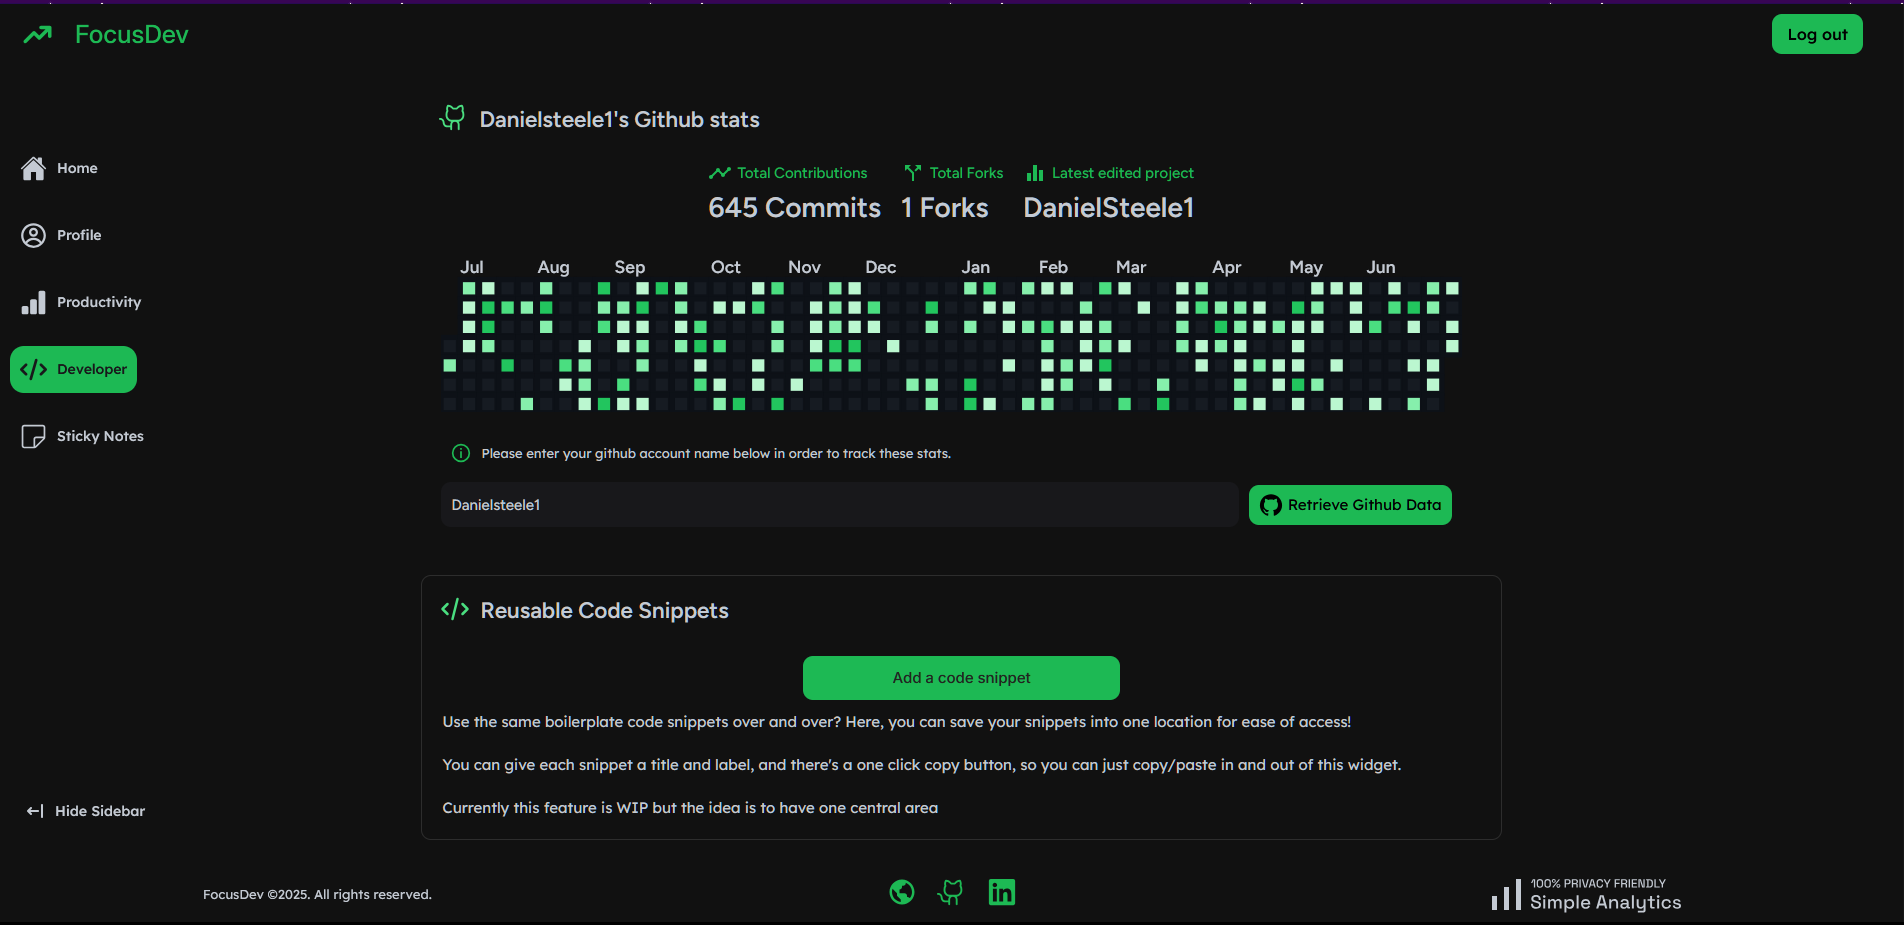 FocusDev
Log out
Home
Profile
Productivity
Developer
Sticky Notes
Hide Sidebar
Danielsteele1's Github stats
Total Contributions
645 Commits
Total Forks
1 Forks
Latest edited project
DanielSteele1
Jul Aug Sep Oct Nov Dec Jan Feb Mar Apr May Jun
Please enter your github account name below in order to track these stats.
Danielsteele1
Retrieve Github Data
Reusable Code Snippets
Add a code snippet
Use the same boilerplate code snippets over and over? Here, you can save your snippets into one location for ease of access!
You can give each snippet a title and label, and there's a one click copy button, so you can just copy/paste in and out of this widget.
Currently this feature is WIP but the idea is to have one central area
FocusDev ©2025. All rights reserved.
in
100% PRIVACY FRIENDLY
Simple Analytics